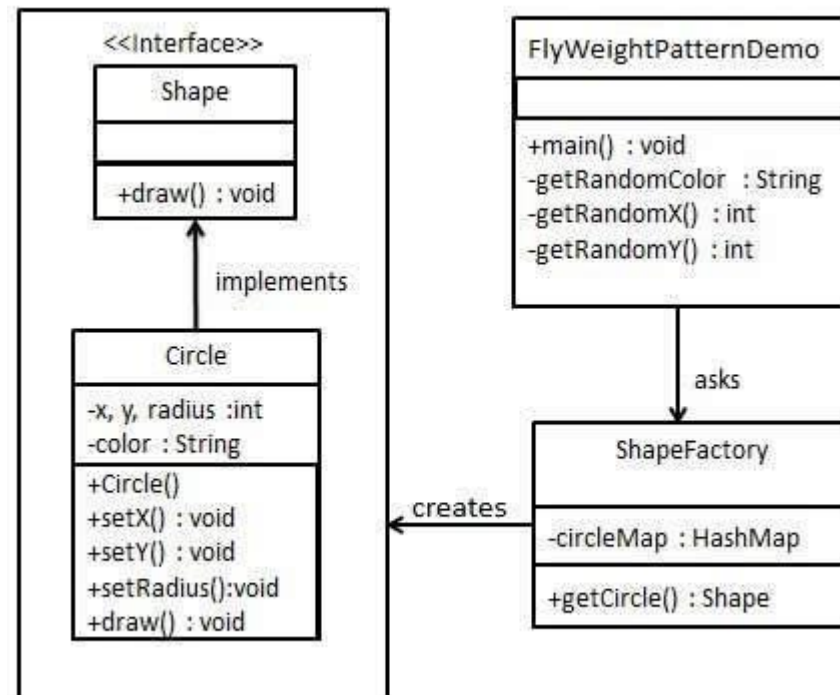 <<Interface>>
Shape
+draw() : void
implements
Circle
-x, y, radius :int
-color : String
+Circle()
+setX() : void
+setY() : void
+setRadius():void
+draw() : void
FlyWeightPatternDemo
+main() : void
-getRandomColor : String
-getRandomX() : int
-getRandomY() : int
asks
ShapeFactory
-circleMap : HashMap
+getCircle() : Shape
creates